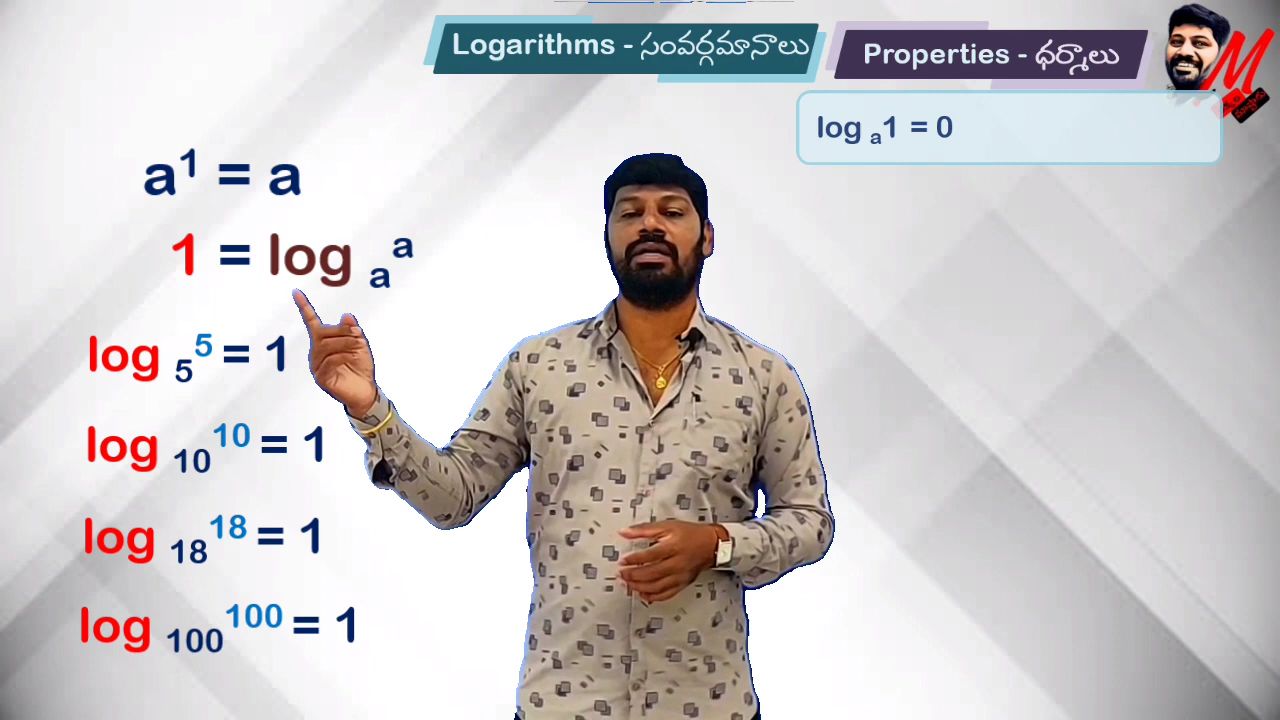 Logarithms - సంవర్గమానాలు
Properties - ధర్మాలు
M
log ₐ1 = 0
a¹ = a
1 = log ₐᵃ
log ₅⁵ = 1
log ₁₀¹⁰ = 1
log ₁₈¹⁸ = 1
log ₁₀₀¹⁰⁰ = 1